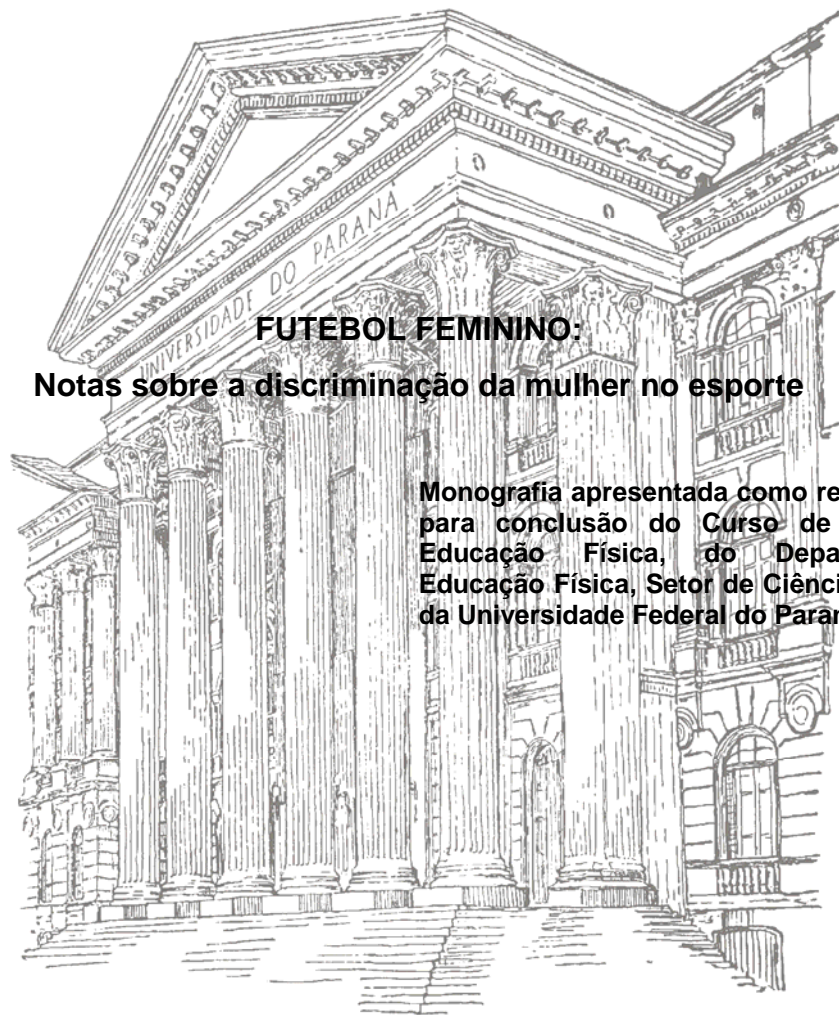 UNIVERSIDADE DO PARANÁ
FUTEBOL FEMININO:
Notas sobre a discriminação da mulher no esporte
Monografia apresentada como re
para conclusão do Curso de
Educação Física, do Depa
Educação Física, Setor de Ciênci
da Universidade Federal do Paran